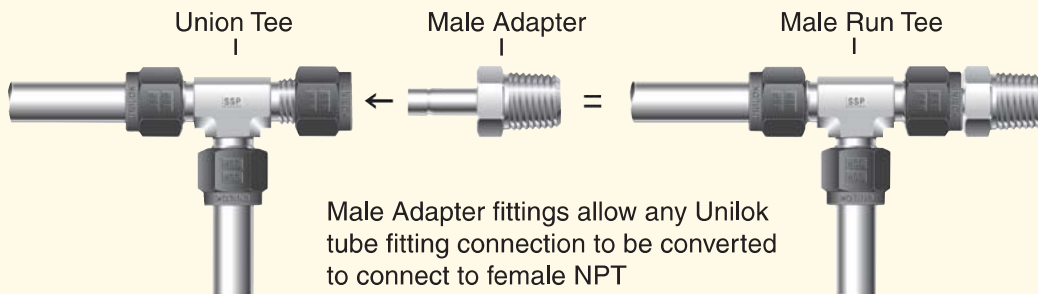 Union Tee
Male Adapter
Male Run Tee
SSP
=
SSP
Male Adapter fittings allow any Unilok
tube fitting connection to be converted
to connect to female NPT